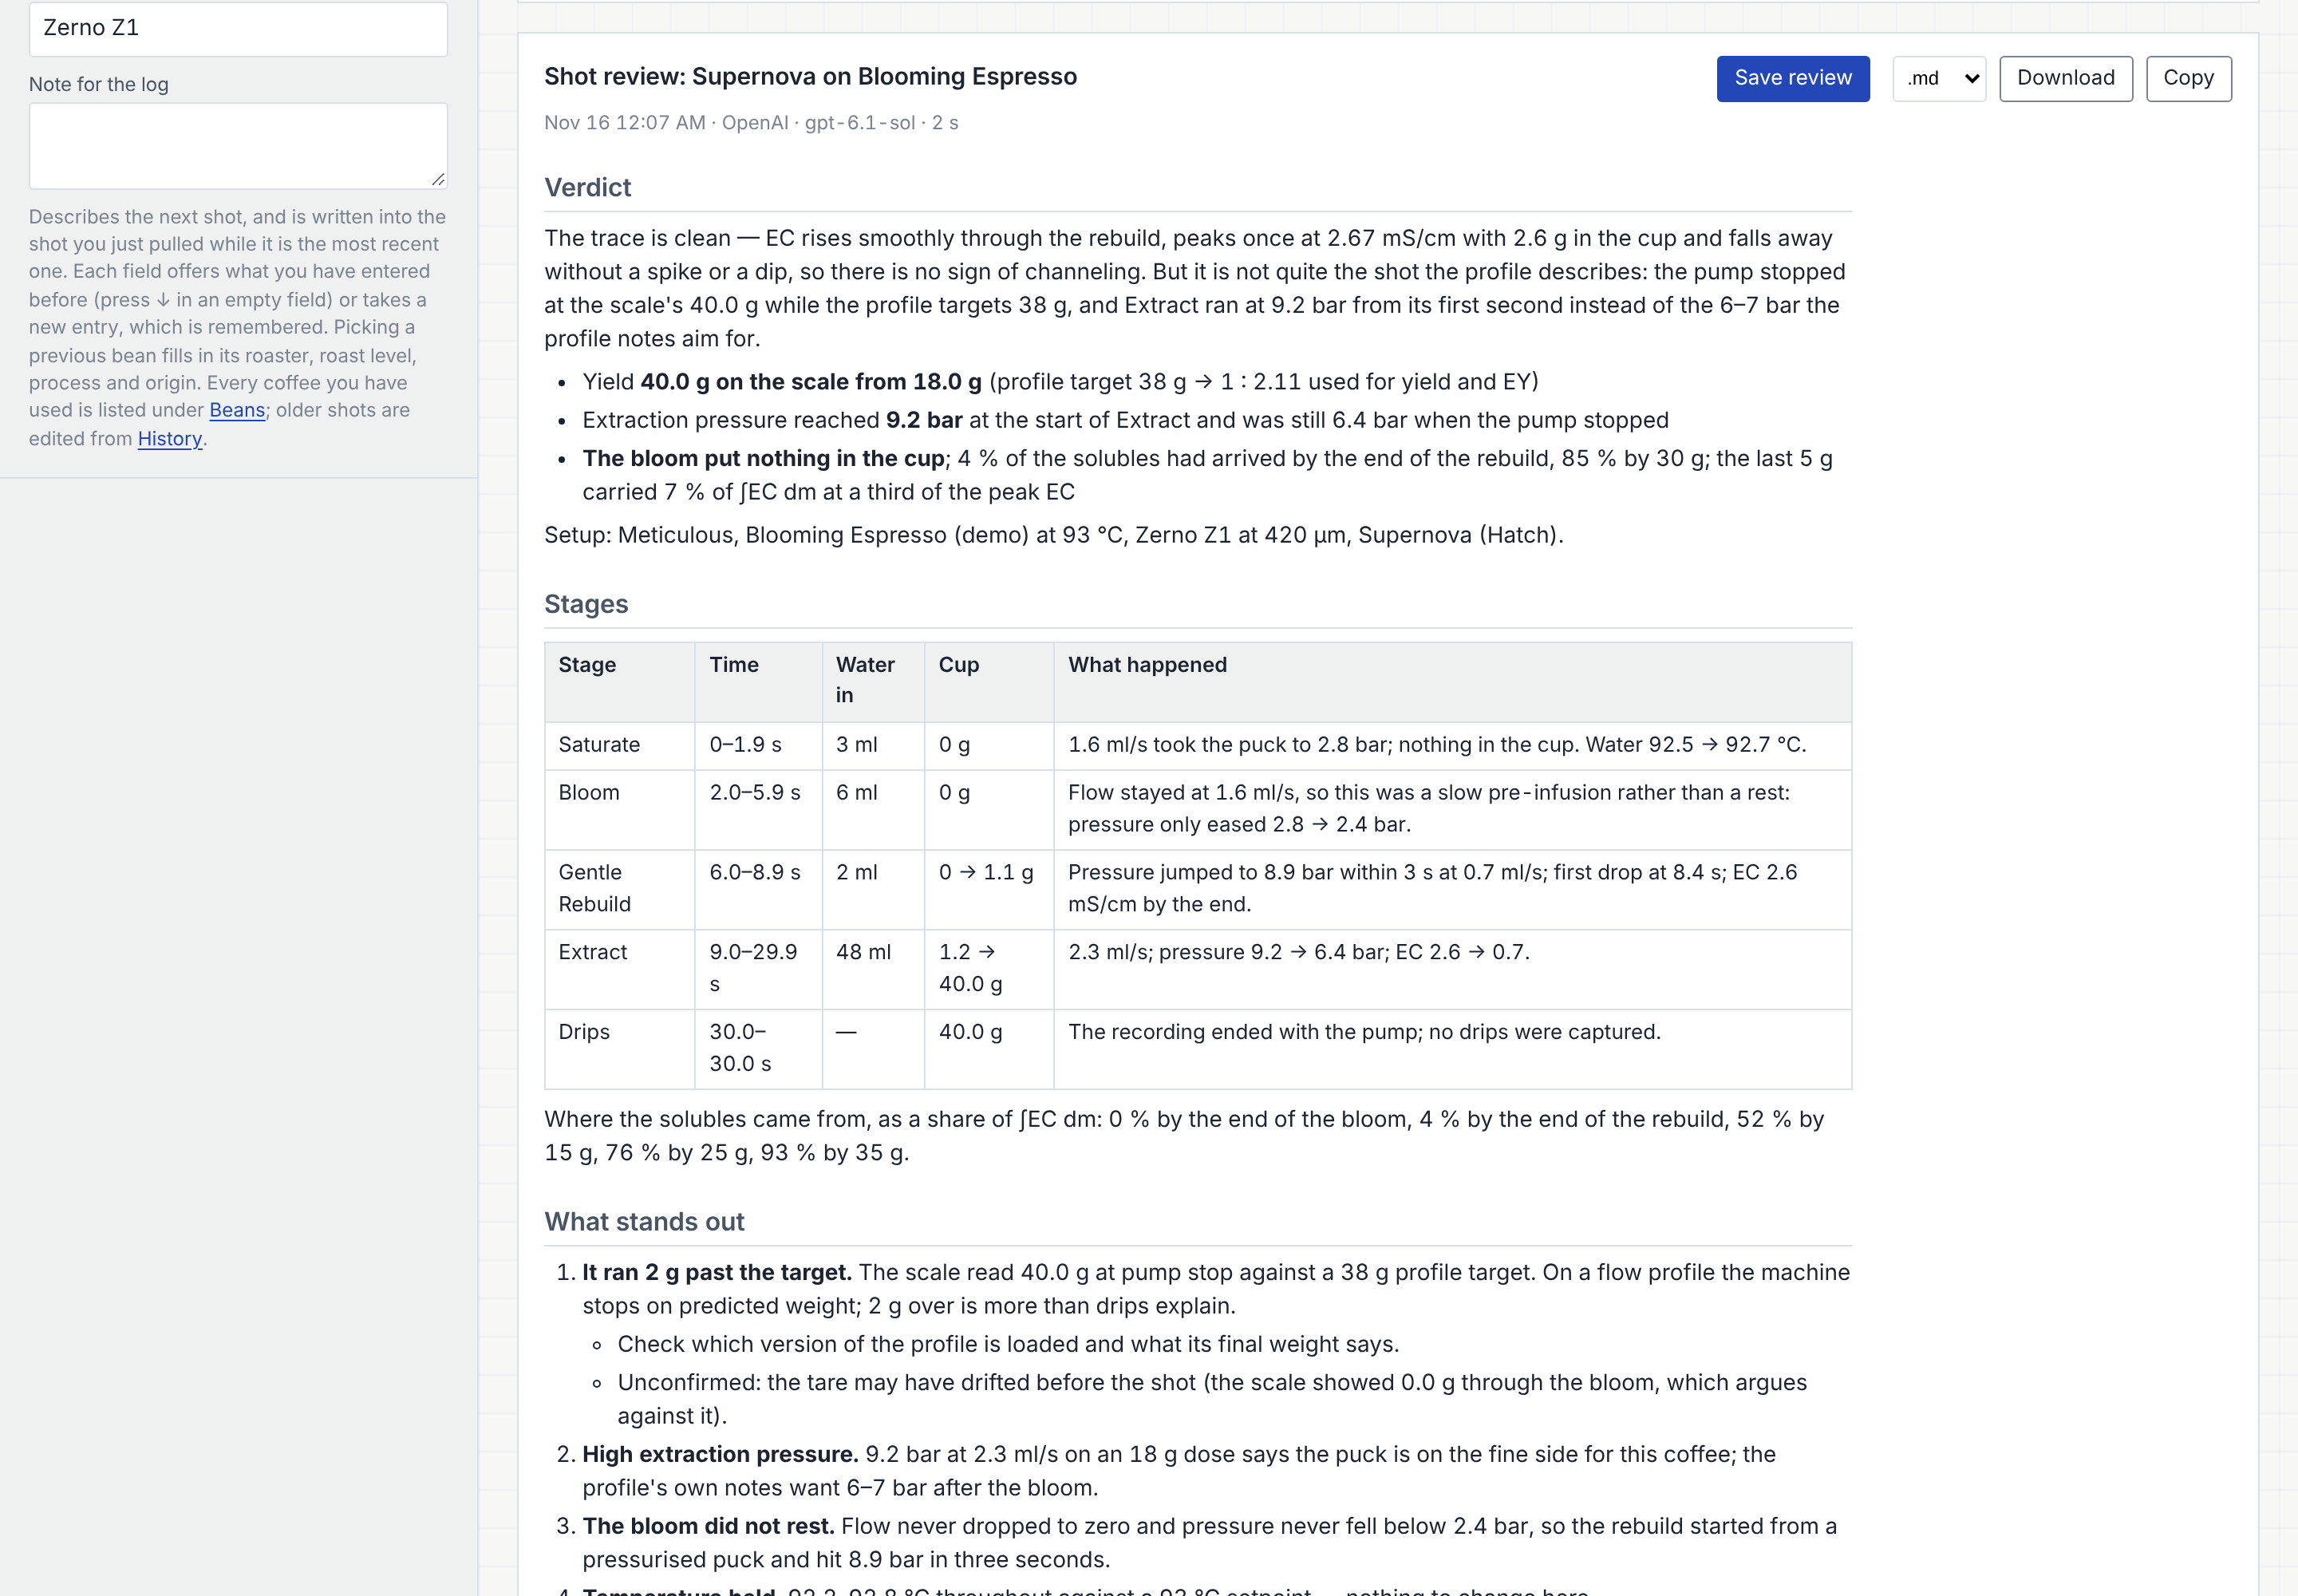 Zerno Z1
Note for the log
Describes the next shot, and is written into the
shot you just pulled while it is the most recent
one. Each field offers what you have entered
before (press ↓ in an empty field) or takes a
new entry, which is remembered. Picking a
previous bean fills in its roaster, roast level,
process and origin. Every coffee you have
used is listed under Beans; older shots are
edited from History.
Shot review: Supernova on Blooming Espresso
Save review
.md
Download
Copy
Nov 16 12:07 AM · OpenAI · gpt-6.1-sol · 2 s
Verdict
The trace is clean — EC rises smoothly through the rebuild, peaks once at 2.67 mS/cm with 2.6 g in the cup and falls away
without a spike or a dip, so there is no sign of channeling. But it is not quite the shot the profile describes: the pump stopped
at the scale's 40.0 g while the profile targets 38 g, and Extract ran at 9.2 bar from its first second instead of the 6–7 bar the
profile notes aim for.
• Yield 40.0 g on the scale from 18.0 g (profile target 38 g → 1 : 2.11 used for yield and EY)
• Extraction pressure reached 9.2 bar at the start of Extract and was still 6.4 bar when the pump stopped
• The bloom put nothing in the cup; 4 % of the solubles had arrived by the end of the rebuild, 85 % by 30 g; the last 5 g
carried 7 % of ∫EC dm at a third of the peak EC
Setup: Meticulous, Blooming Espresso (demo) at 93 °C, Zerno Z1 at 420 µm, Supernova (Hatch).
Stages
Stage Time Water in Cup What happened
Saturate 0–1.9 s 3 ml 0 g 1.6 ml/s took the puck to 2.8 bar; nothing in the cup. Water 92.5 → 92.7 °C.
Bloom 2.0–5.9 s 6 ml 0 g Flow stayed at 1.6 ml/s, so this was a slow pre-infusion rather than a rest:
pressure only eased 2.8 → 2.4 bar.
Gentle Rebuild 6.0–8.9 s 2 ml 0 → 1.1 g Pressure jumped to 8.9 bar within 3 s at 0.7 ml/s; first drop at 8.4 s; EC 2.6
mS/cm by the end.
Extract 9.0–29.9 s 48 ml 1.2 → 40.0 g 2.3 ml/s; pressure 9.2 → 6.4 bar; EC 2.6 → 0.7.
Drips 30.0–30.0 s — 40.0 g The recording ended with the pump; no drips were captured.
Where the solubles came from, as a share of ∫EC dm: 0 % by the end of the bloom, 4 % by the end of the rebuild, 52 % by
15 g, 76 % by 25 g, 93 % by 35 g.
What stands out
1. It ran 2 g past the target. The scale read 40.0 g at pump stop against a 38 g profile target. On a flow profile the machine
stops on predicted weight; 2 g over is more than drips explain.
◦ Check which version of the profile is loaded and what its final weight says.
◦ Unconfirmed: the tare may have drifted before the shot (the scale showed 0.0 g through the bloom, which argues
against it).
2. High extraction pressure. 9.2 bar at 2.3 ml/s on an 18 g dose says the puck is on the fine side for this coffee; the
profile's own notes want 6–7 bar after the bloom.
3. The bloom did not rest. Flow never dropped to zero and pressure never fell below 2.4 bar, so the rebuild started from a
pressurised puck and hit 8.9 bar in three seconds.